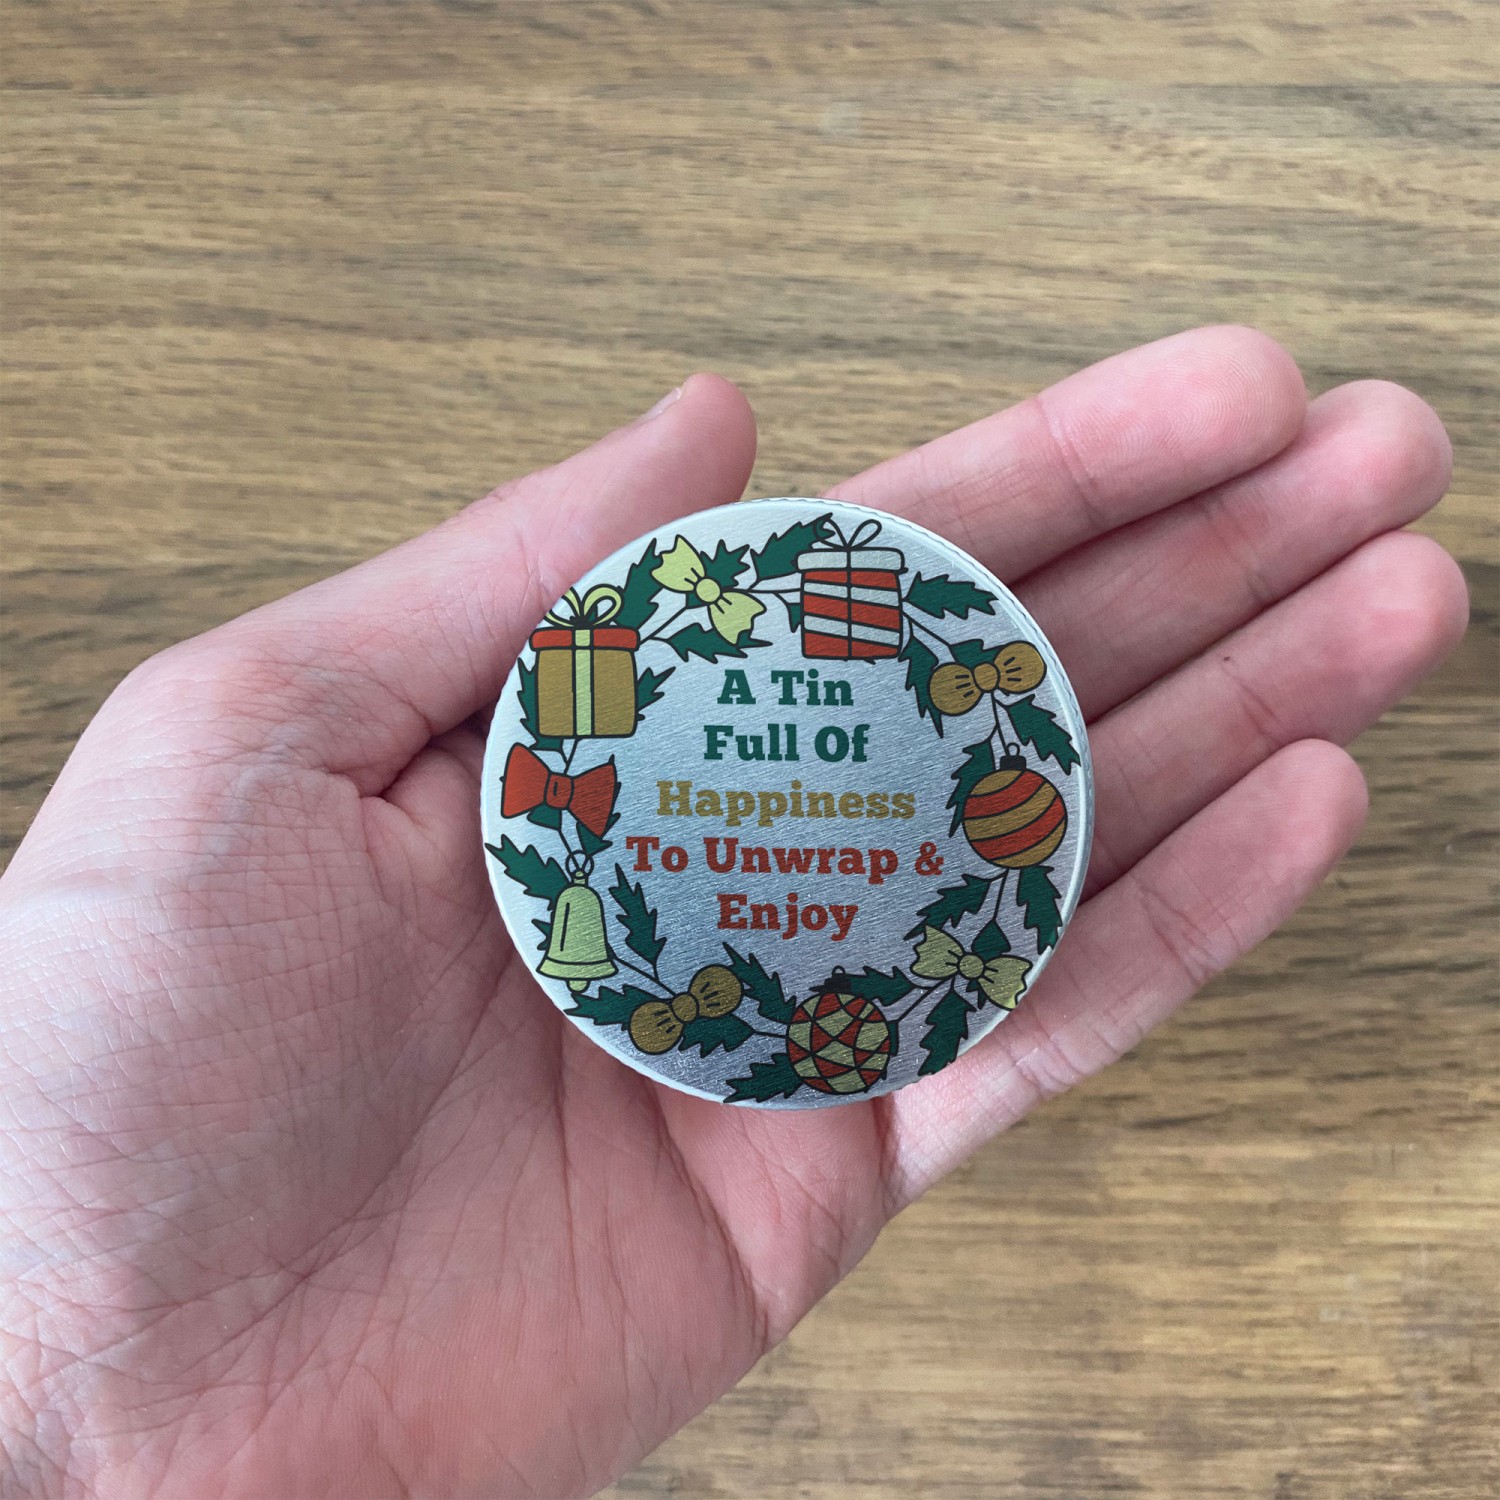 A Tin
Full Of
Happiness
To Unwrap &
Enjoy